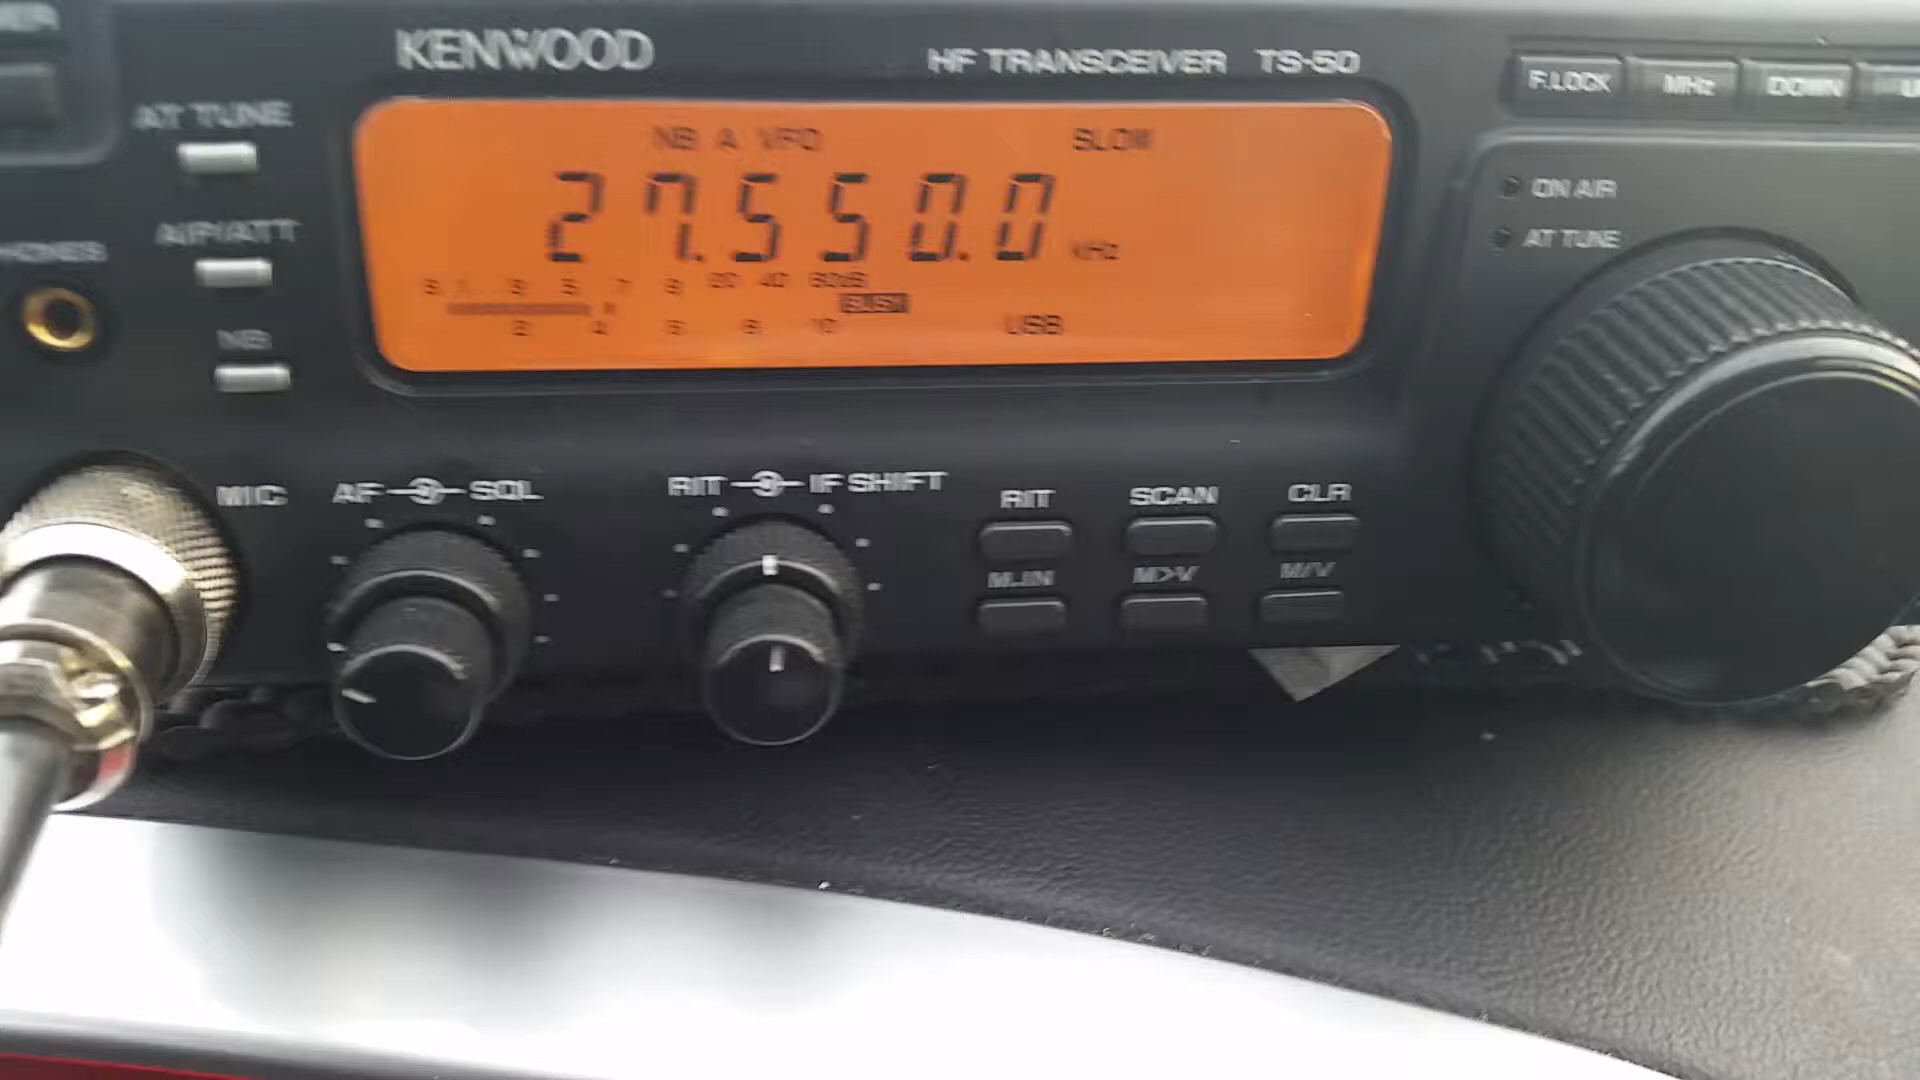 KENWOOD
HF TRANSCEIVER TS-50
F.LOCK MHz DOWN
AT TUNE
NB A VFO SLOW
27.550.0 kHz
ON AIR
AT TUNE
AIP/ATT
S 1 3 5 7 9 20 40 60dB
BUSY
2 4 6 8 10 USB
NB
MIC
AF SQL
RIT IF SHIFT
RIT SCAN CLR
M.IN M>V M/V